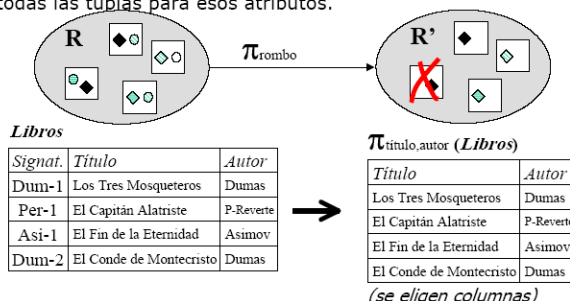 todas las tuplas para esos atributos.
R
πrombo
R'
Libros
Signat. Título Autor
Dum-1 Los Tres Mosqueteros Dumas
Per-1 El Capitán Alatriste P-Reverte
Asi-1 El Fin de la Eternidad Asimov
Dum-2 El Conde de Montecristo Dumas
πtítulo,autor (Libros)
Título Autor
Los Tres Mosqueteros Dumas
El Capitán Alatriste P-Reverte
El Fin de la Eternidad Asimov
El Conde de Montecristo Dumas
(se eligen columnas)